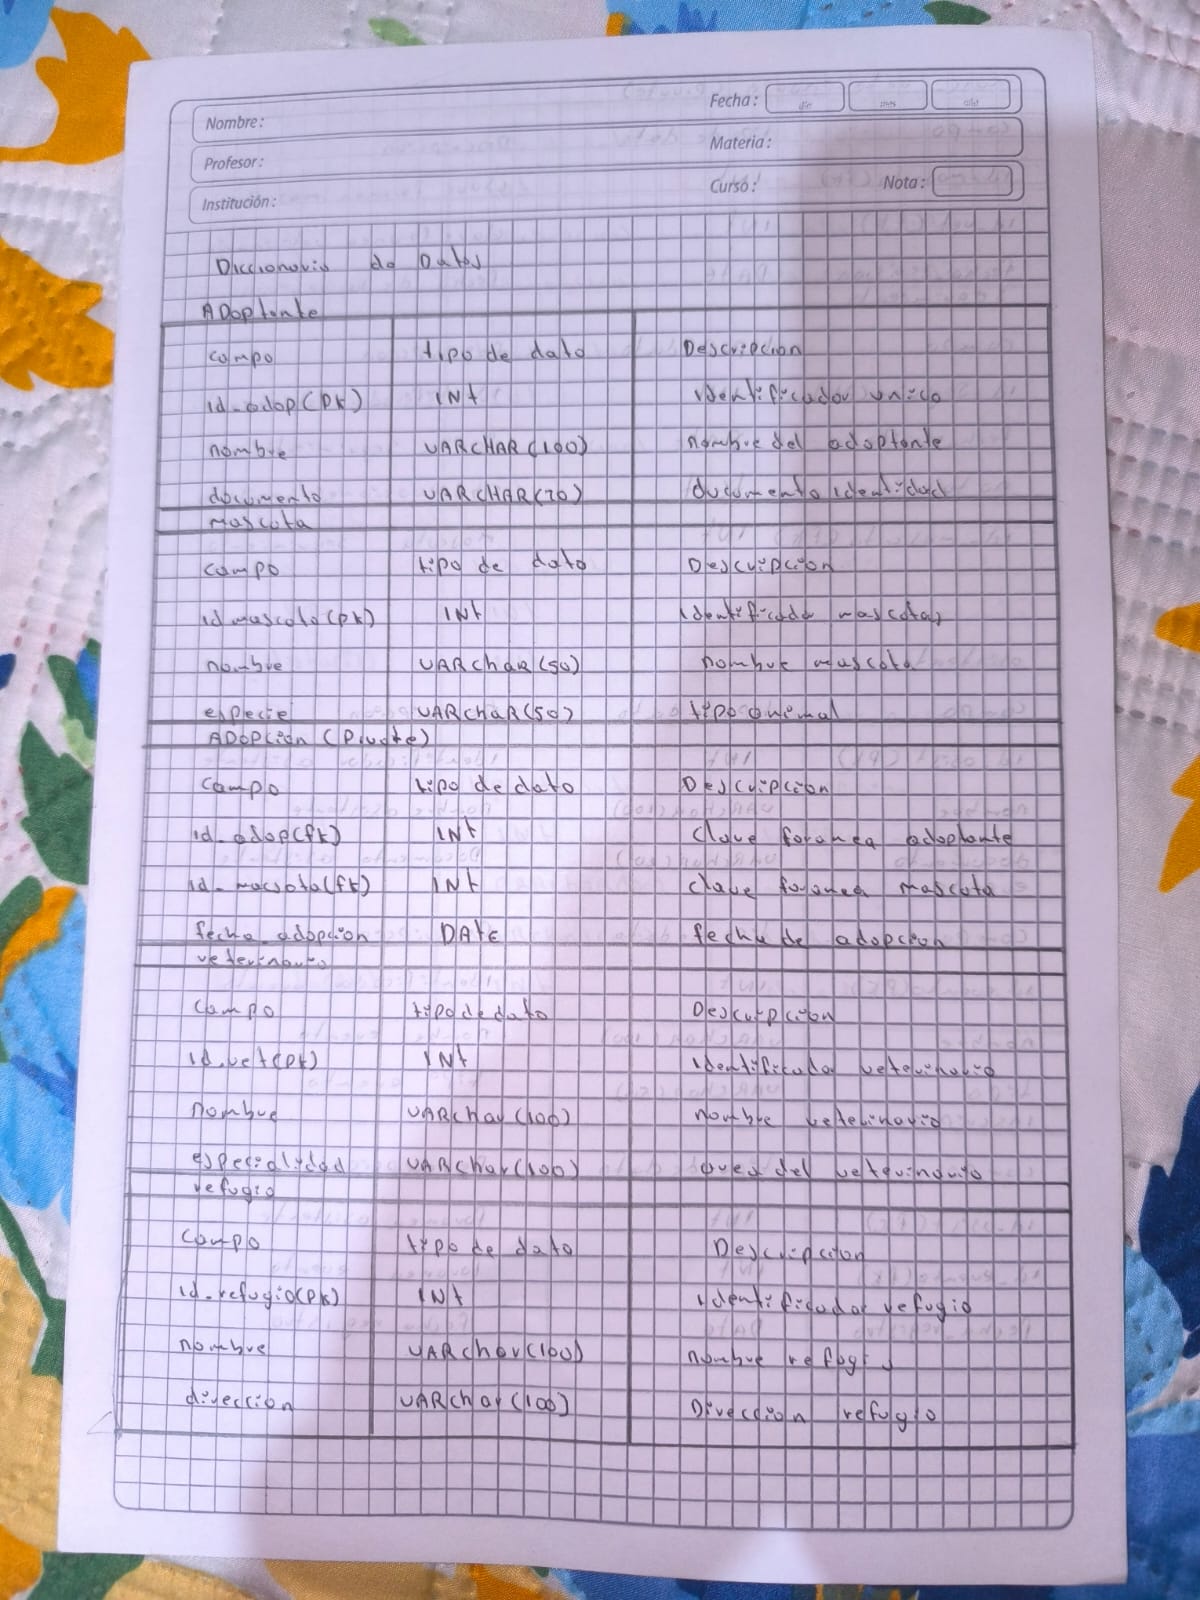 Fecha: día mes año
Nombre:
Materia:
Profesor:
Curso: Nota:
Institución:
Diccionario de Datos
ADoptante
campo tipo de dato Descripcion
id_adop(PK) INt identificador unico
nombre VARCHAR(100) nombre del adoptante
documento VARCHAR(20) documento identidad
mascota
campo tipo de dato Descripcion
id mascota(pk) INt identificador mascotas
nombre VARchar(50) nombre mascota
especie VARchar(50) tipo animal
ADOPcion (Puente)
campo tipo de dato Descripcion
id_adop(fk) INt Clave foranea adoptante
id_macsota(fk) INt clave foranea mascota
fecha_adopcion DATE fecha de adopcion
veterinario
campo tipo de dato Descripcion
id_vet(pk) INt identificador veterinario
nombre VARchar(100) nombre veterinario
especialidad VARchar(100) area del veterinario
refugio
campo tipo de dato Descripcion
id_refugio(PK) INt identificador refugio
nombre VARchar(100) nombre refugio
direccion VARchar(100) Direccion refugio